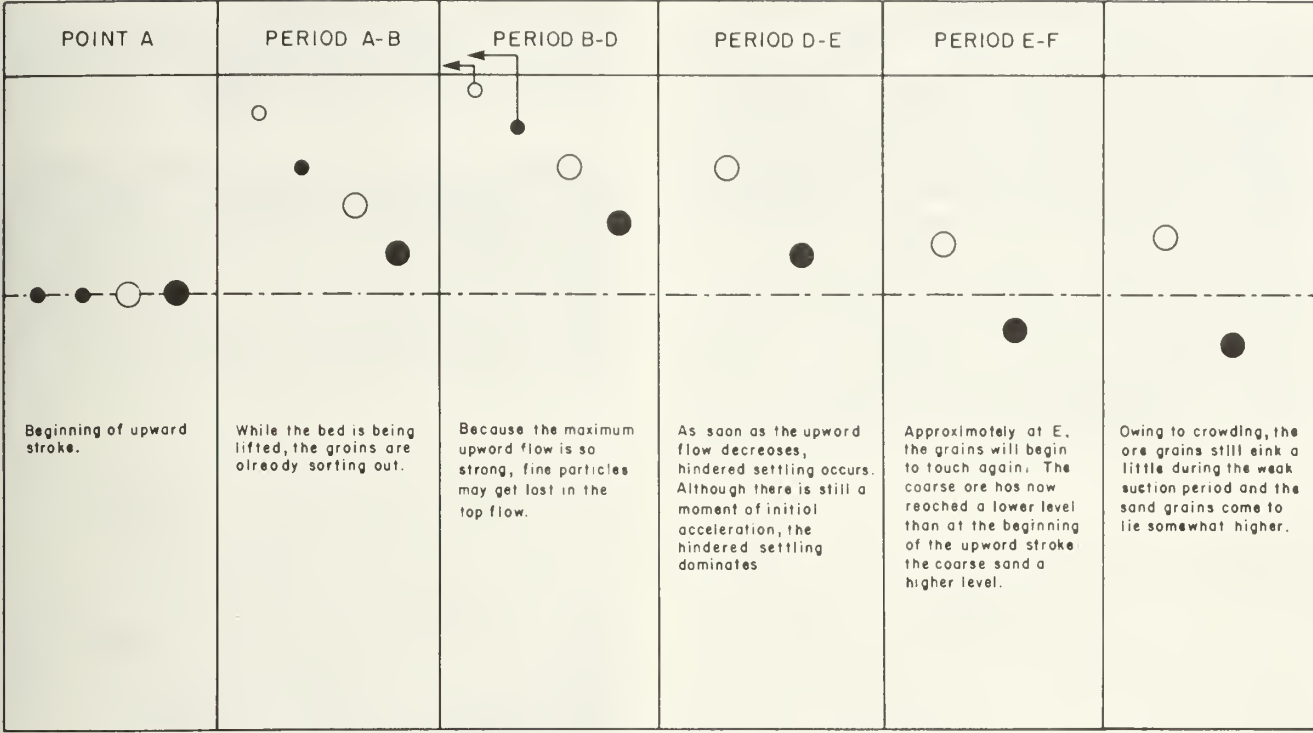 POINT A
PERIOD A-B
PERIOD B-D
PERIOD D-E
PERIOD E-F
Beginning of upward
stroke.
While the bed is being
lifted, the groins are
olreody sorting out.
Because the maximum
upword flow is so
strong, fine particles
may get lost in the
top flow.
As saon as the upword
flow decreoses,
hindered settling occurs.
Although there is still a
moment of initiol
acceleration, the
hindered settling
dominates
Approximotely at E,
the grains will begin
to touch again. The
coarse ore hos now
reoched a lower level
than at the beginning
of the upword stroke
the coorse sand a
higher level.
Owing to crowding, the
ore grains still eink a
little during the weak
suction period and the
sand grains come to
lie somewhat higher.